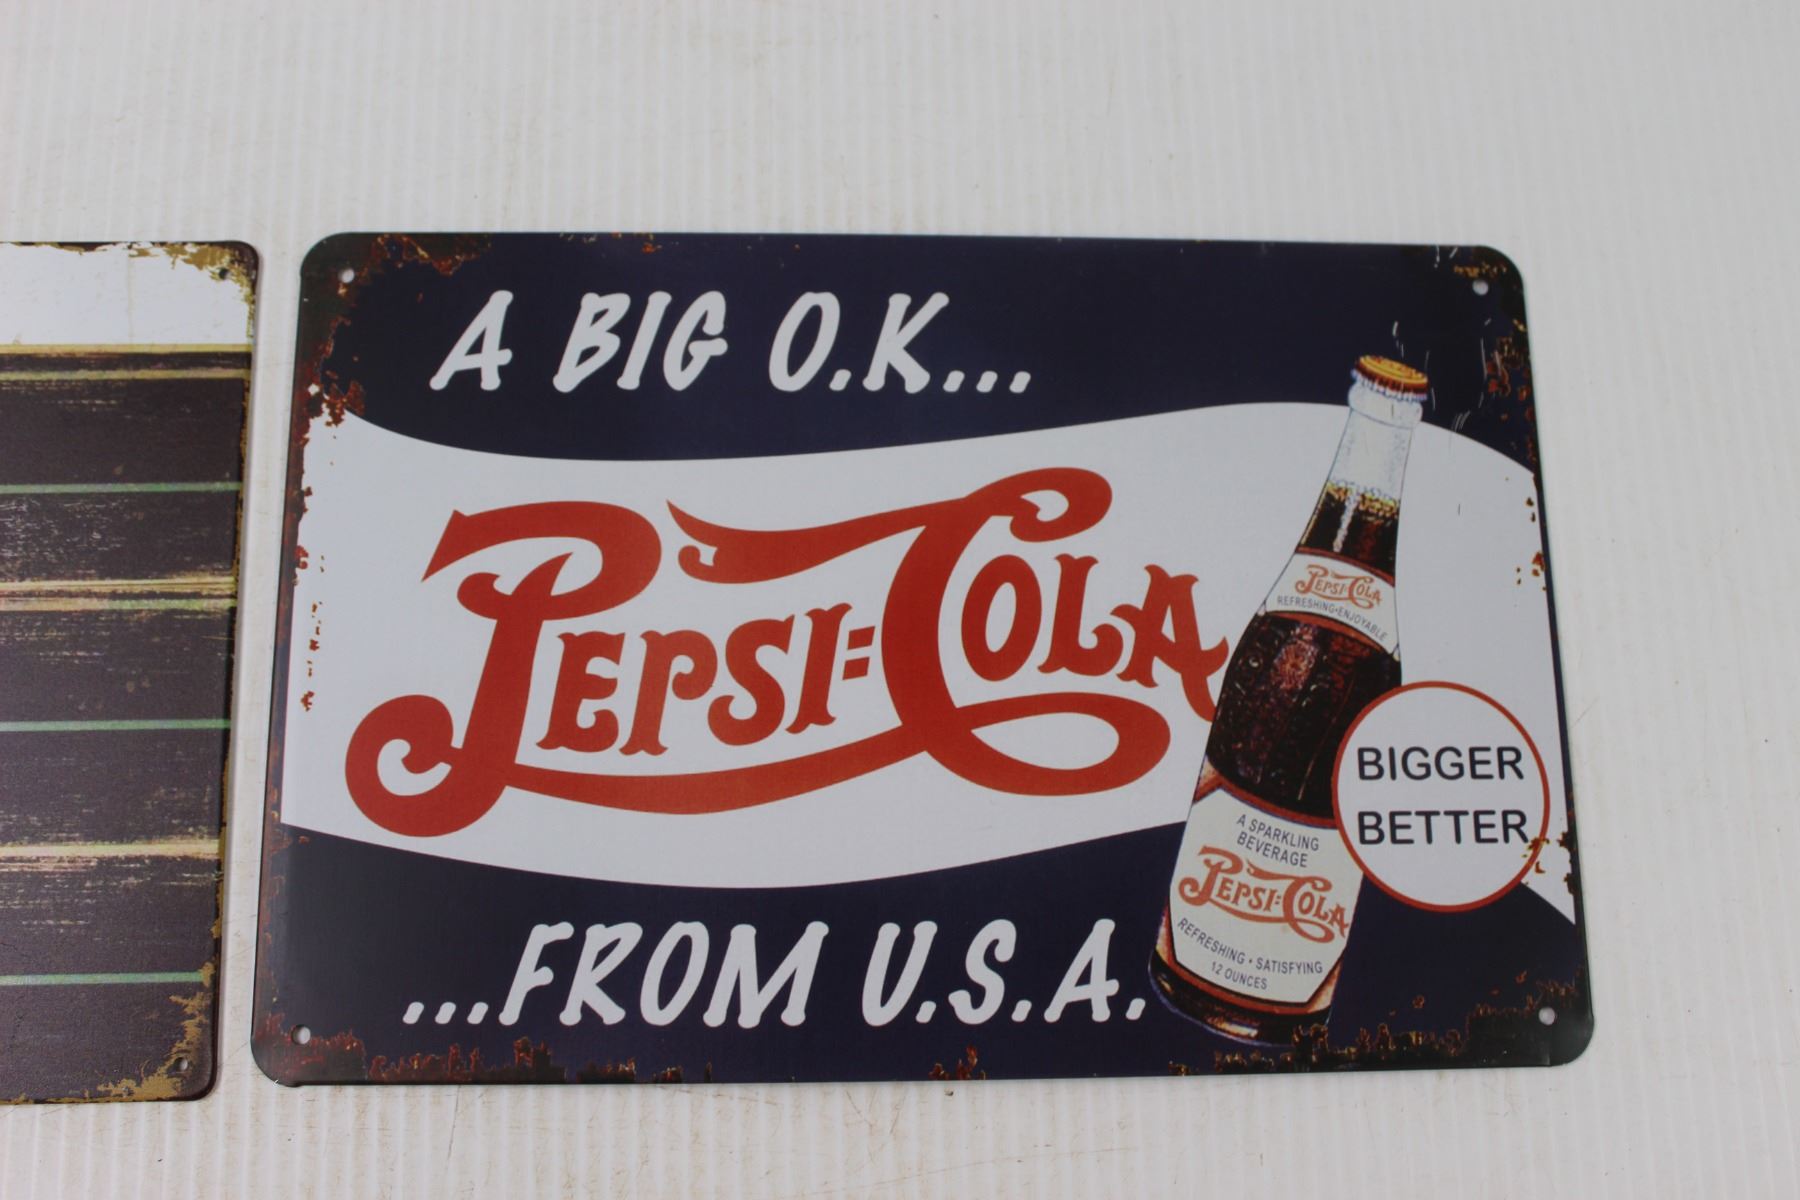 A BIG O.K...
PEPSI=COLA
PEPSI=COLA
REFRESHING•ENJOYABLE
BIGGER
BETTER
A SPARKLING
BEVERAGE
PEPSI=COLA
REFRESHING • SATISFYING
12 OUNCES
...FROM U.S.A.